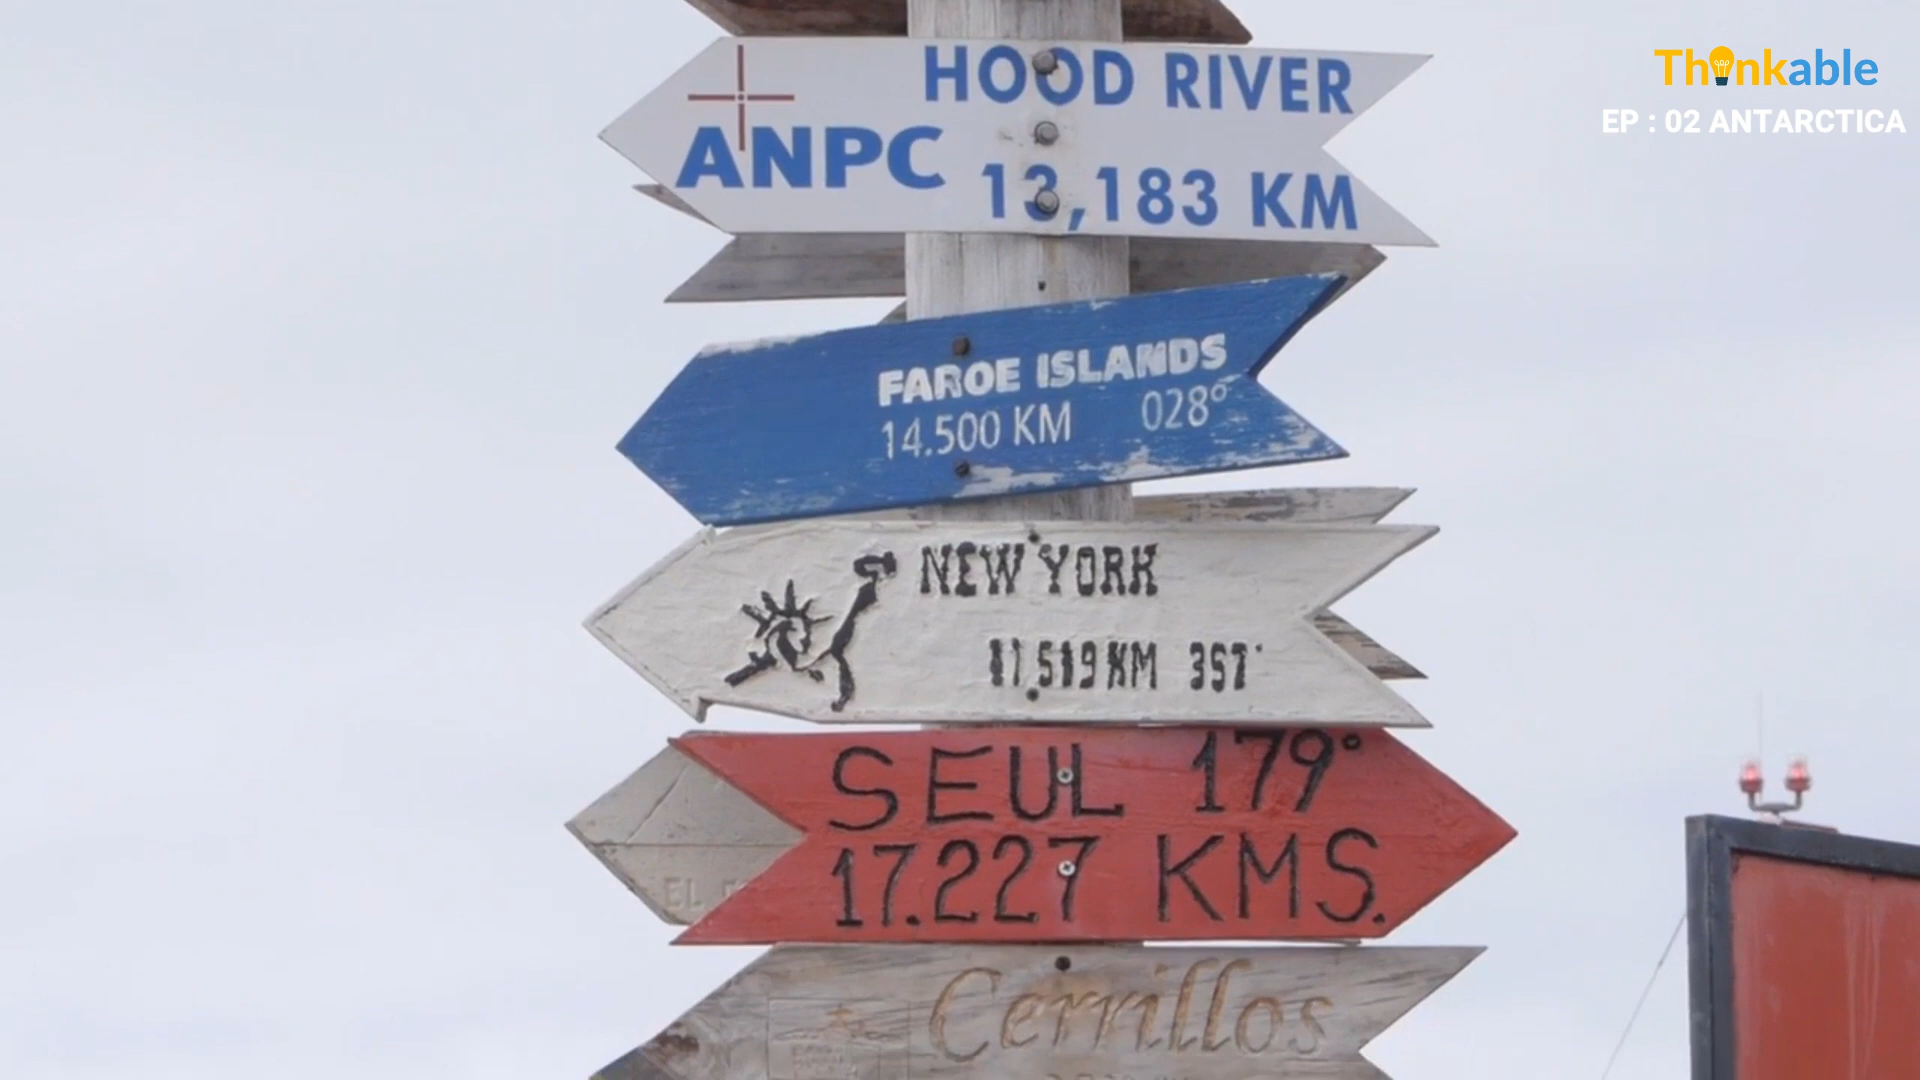 Thinkable
EP : 02 ANTARCTICA
HOOD RIVER
ANPC
13,183 KM
FAROE ISLANDS
14.500 KM 028°
NEW YORK
11,519 KM 357°
SEUL 179°
17.227 KMS.
EL
Cerrillos